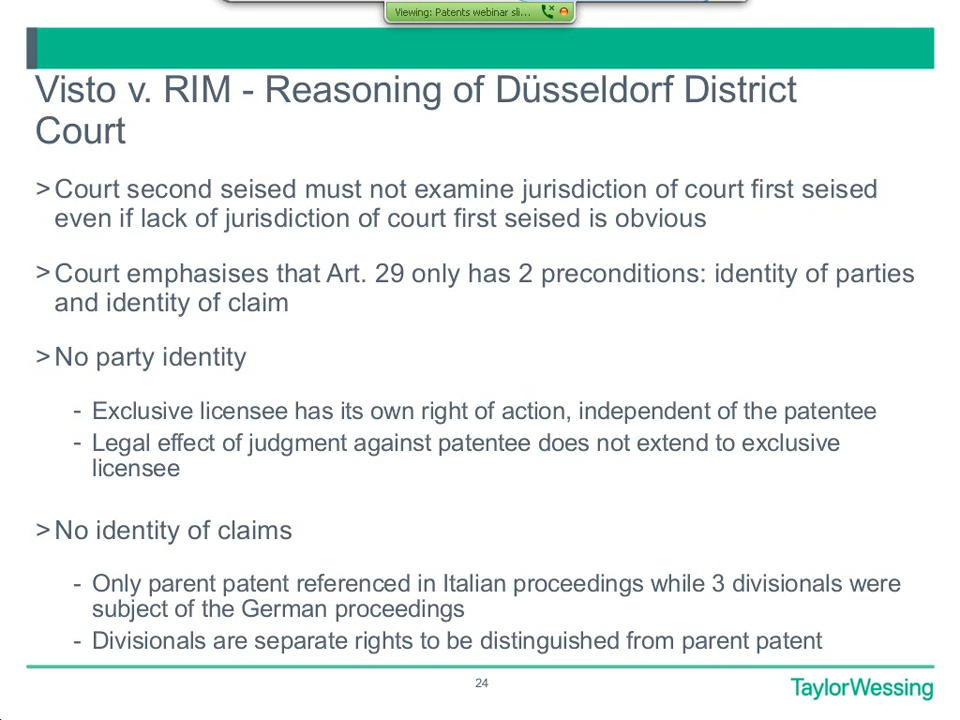 Viewing: Patents webinar sli...
Visto v. RIM - Reasoning of Düsseldorf District
Court
> Court second seised must not examine jurisdiction of court first seised
even if lack of jurisdiction of court first seised is obvious
> Court emphasises that Art. 29 only has 2 preconditions: identity of parties
and identity of claim
> No party identity
- Exclusive licensee has its own right of action, independent of the patentee
- Legal effect of judgment against patentee does not extend to exclusive
licensee
> No identity of claims
- Only parent patent referenced in Italian proceedings while 3 divisionals were
subject of the German proceedings
- Divisionals are separate rights to be distinguished from parent patent
24
TaylorWessing